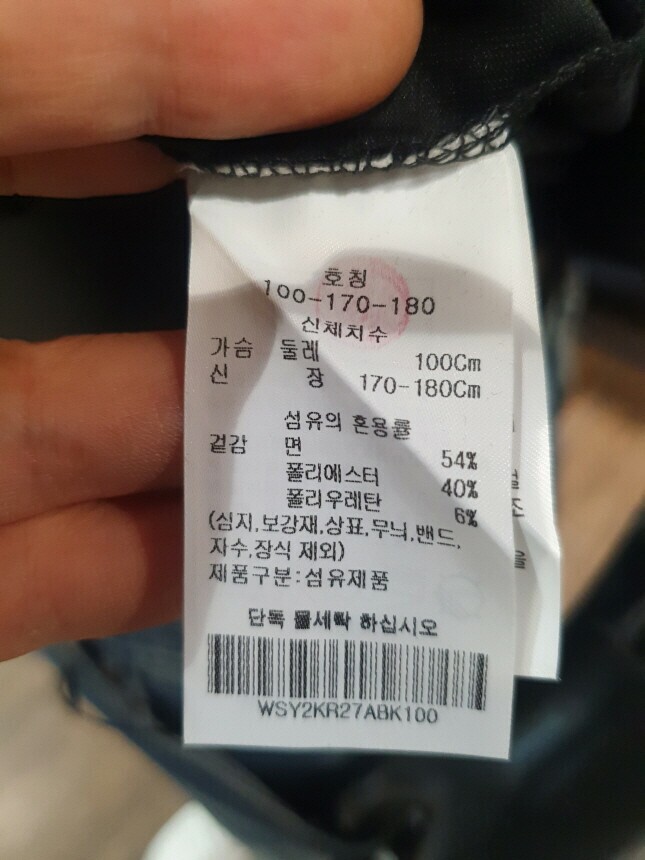 호칭
100-170-180
신체치수
가슴 둘레 100Cm
신 장 170-180Cm
섬유의 혼용률
겉감 면 54%
폴리에스터 40%
폴리우레탄 6%
(심지,보강재,상표,무늬,밴드,
자수,장식 제외)
제품구분:섬유제품
단독 물세탁 하십시오
WSY2KR27ABK100